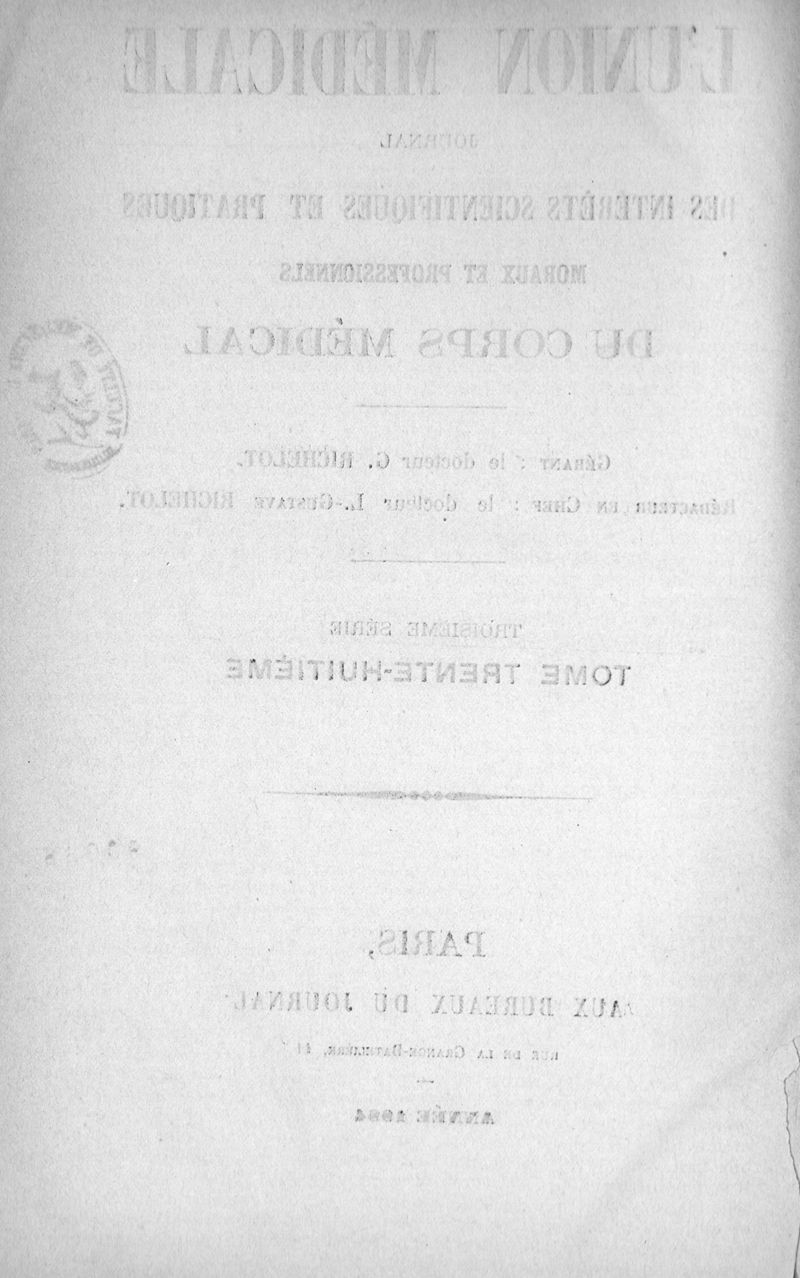 L'UNION MÉDICALE
JOURNAL
DES INTÉRÊTS SCIENTIFIQUES ET PRATIQUES
MORAUX ET PROFESSIONNELS
DU CORPS MÉDICAL
GÉRANT : le docteur G. RICHELOT.
RÉDACTEUR EN CHEF : le docteur L.-GUSTAVE RICHELOT.
TROISIÈME SÉRIE
TOME TRENTE-HUITIÈME
PARIS,
AUX BUREAUX DU JOURNAL
RUE DE LA GRANGE-BATELIÈRE, 11
ANNÉE 1884